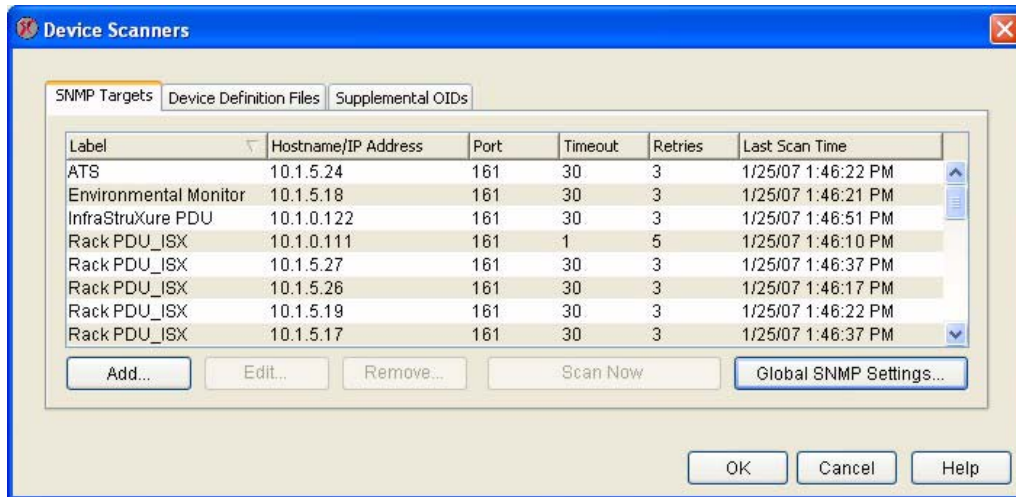 Device Scanners
SNMP Targets Device Definition Files Supplemental OIDs
Label Hostname/IP Address Port Timeout Retries Last Scan Time
ATS 10.1.5.24 161 30 3 1/25/07 1:46:22 PM
Environmental Monitor 10.1.5.18 161 30 3 1/25/07 1:46:21 PM
InfraStruXure PDU 10.1.0.122 161 30 3 1/25/07 1:46:51 PM
Rack PDU_ISX 10.1.0.111 161 1 5 1/25/07 1:46:10 PM
Rack PDU_ISX 10.1.5.27 161 30 3 1/25/07 1:46:37 PM
Rack PDU_ISX 10.1.5.26 161 30 3 1/25/07 1:46:17 PM
Rack PDU_ISX 10.1.5.19 161 30 3 1/25/07 1:46:22 PM
Rack PDU_ISX 10.1.5.17 161 30 3 1/25/07 1:46:37 PM
Add... Edit... Remove... Scan Now Global SNMP Settings...
OK Cancel Help